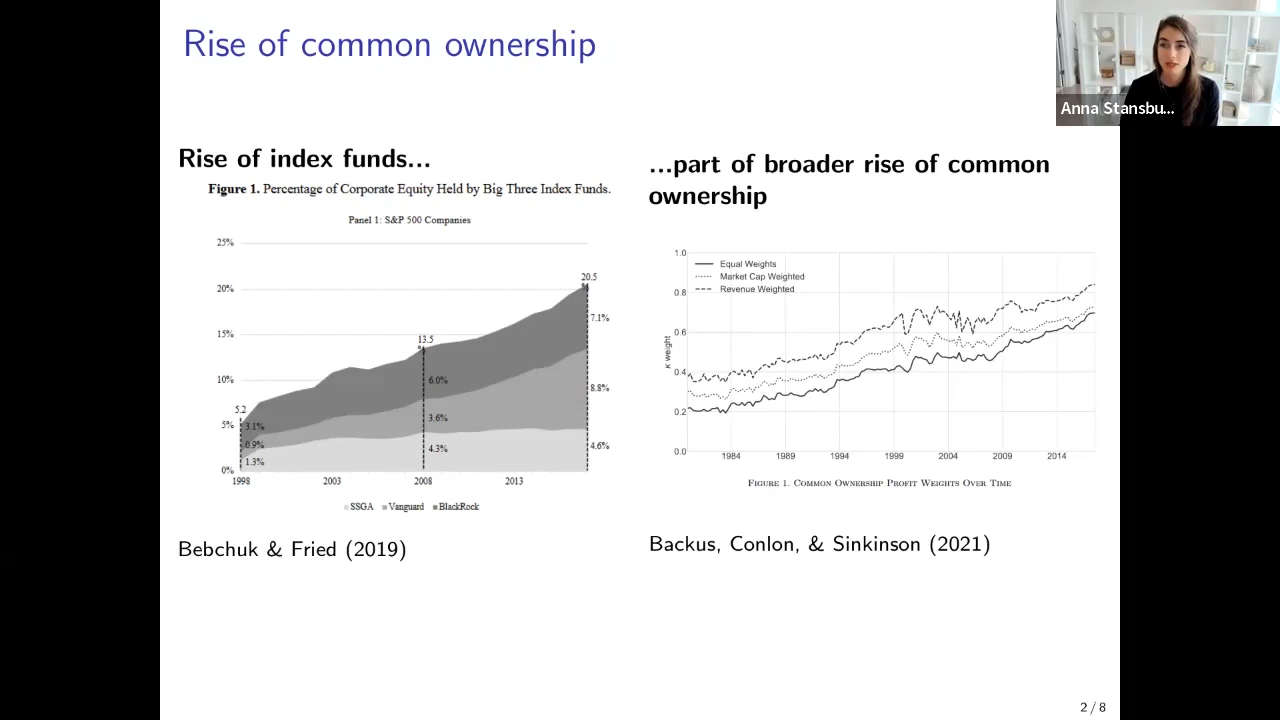 Rise of common ownership
Anna Stansbu...
Rise of index funds...
Figure 1. Percentage of Corporate Equity Held by Big Three Index Funds.
Panel 1: S&P 500 Companies
25%
20%
15%
10%
5%
0%
5.2
3.1%
0.9%
1.3%
13.5
6.0%
3.6%
4.3%
20.5
7.1%
8.8%
4.6%
1998
2003
2008
2013
SSGA
Vanguard
BlackRock
Bebchuk & Fried (2019)
...part of broader rise of common
ownership
1.0
0.8
0.6
0.4
0.2
0.0
κ weight
Equal Weights
Market Cap Weighted
Revenue Weighted
1984
1989
1994
1999
2004
2009
2014
Figure 1. Common Ownership Profit Weights Over Time
Backus, Conlon, & Sinkinson (2021)
2 / 8